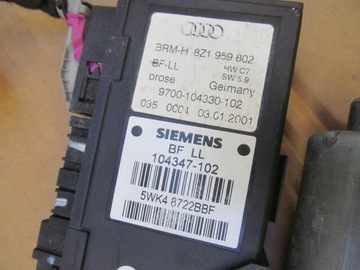 BRM-H 8Z1 959 802
BF-LL HW C7
SW 5.9
brose Germany
9700-104330-102
035 0004 03.01.2001
SIEMENS
BF LL
104347-102
5WK4 8722BBF